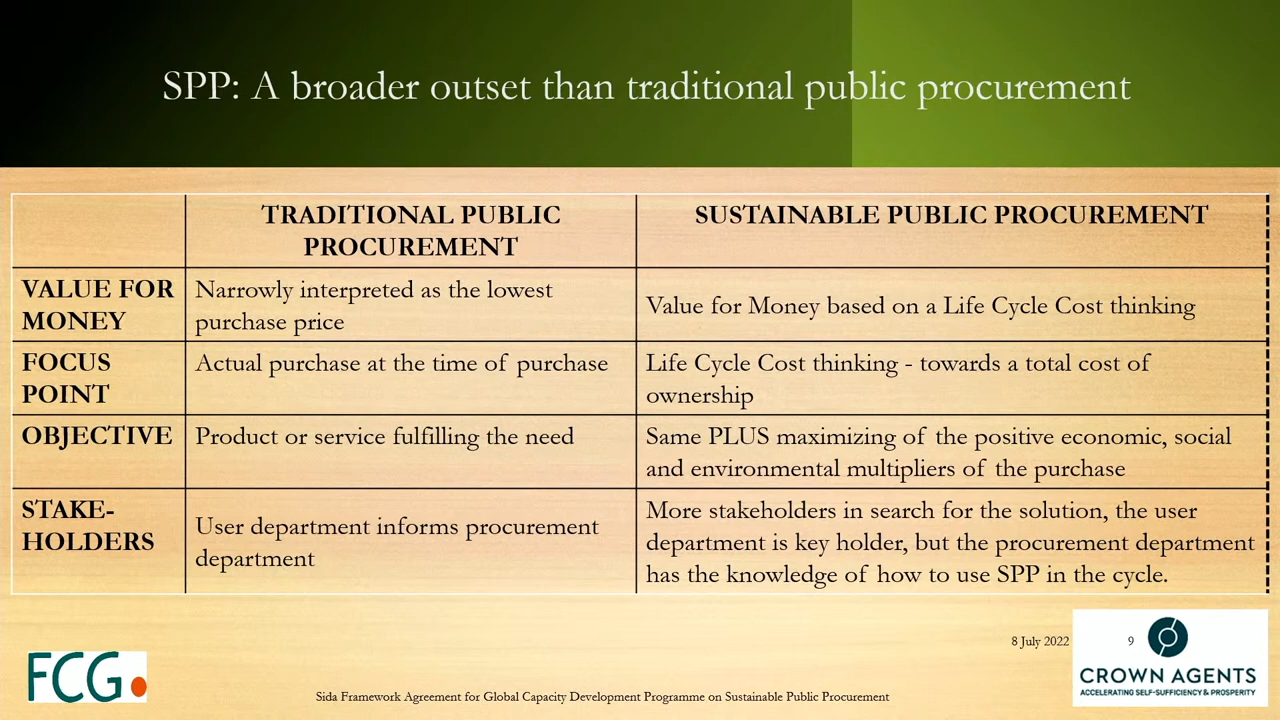 SPP: A broader outset than traditional public procurement
TRADITIONAL PUBLIC
PROCUREMENT
SUSTAINABLE PUBLIC PROCUREMENT
VALUE FOR
MONEY
Narrowly interpreted as the lowest
purchase price
Value for Money based on a Life Cycle Cost thinking
FOCUS
POINT
Actual purchase at the time of purchase
Life Cycle Cost thinking - towards a total cost of
ownership
OBJECTIVE
Product or service fulfilling the need
Same PLUS maximizing of the positive economic, social
and environmental multipliers of the purchase
STAKE-
HOLDERS
User department informs procurement
department
More stakeholders in search for the solution, the user
department is key holder, but the procurement department
has the knowledge of how to use SPP in the cycle.
8 July 2022
9
FCG
CROWN AGENTS
ACCELERATING SELF-SUFFICIENCY & PROSPERITY
Sida Framework Agreement for Global Capacity Development Programme on Sustainable Public Procurement